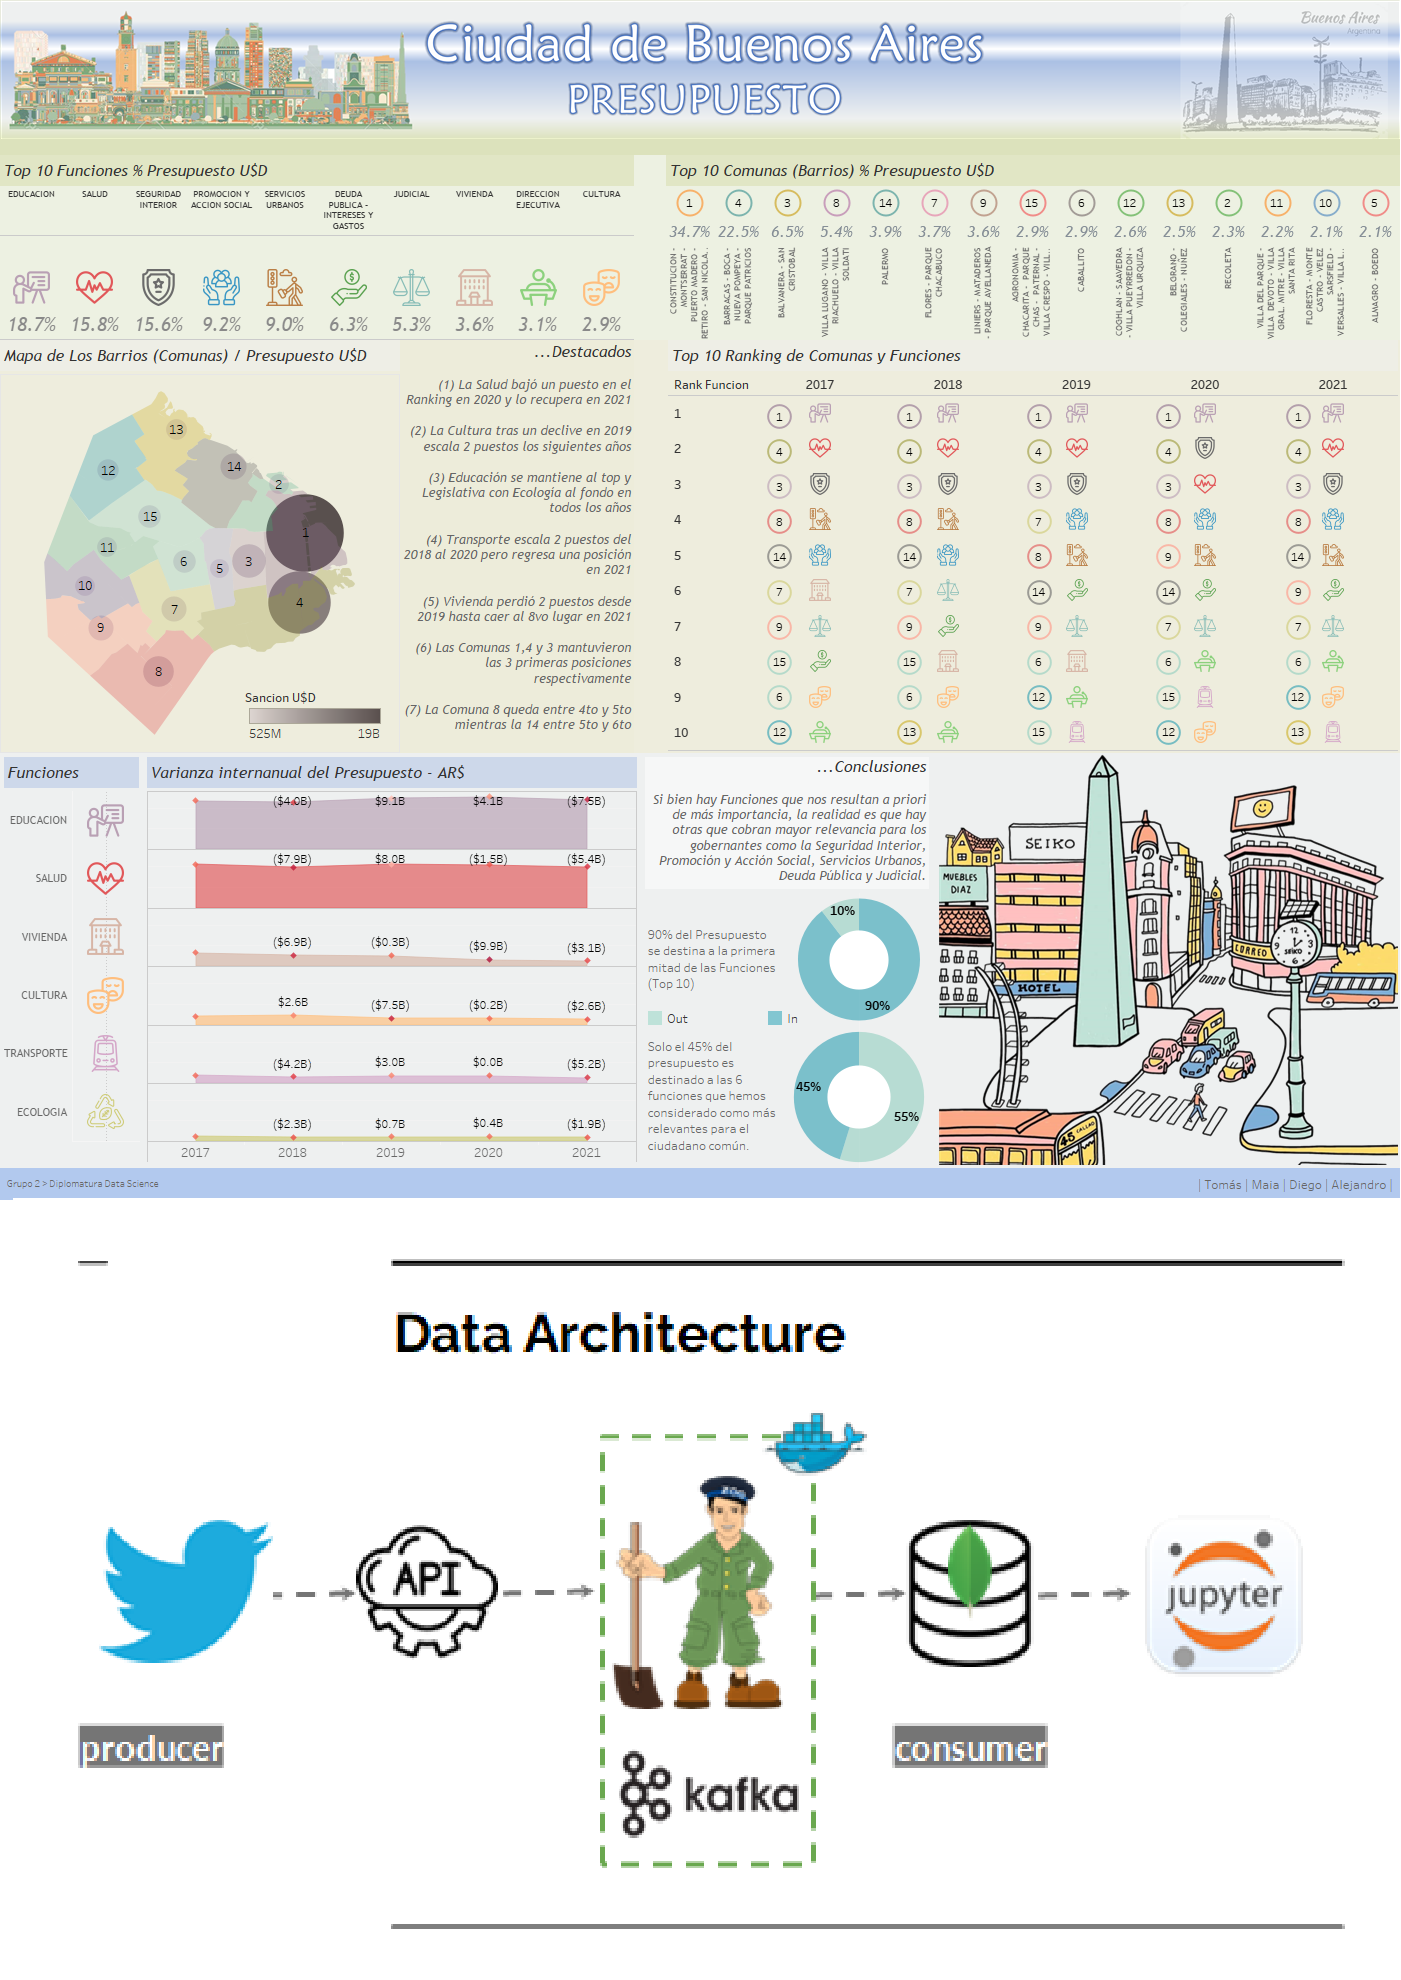 Ciudad de Buenos Aires
PRESUPUESTO
Buenos Aires
Argentina
Top 10 Funciones % Presupuesto U$D
EDUCACION
SALUD
SEGURIDAD
INTERIOR
PROMOCION Y
ACCION SOCIAL
SERVICIOS
URBANOS
DEUDA
PUBLICA -
INTERESES Y
GASTOS
JUDICIAL
VIVIENDA
DIRECCION
EJECUTIVA
CULTURA
18.7% 15.8% 15.6% 9.2% 9.0% 6.3% 5.3% 3.6% 3.1% 2.9%
Top 10 Comunas (Barrios) % Presupuesto U$D
1 4 3 8 14 7 9 15 6 12 13 2 11 10 5
34.7% 22.5% 6.5% 5.4% 3.9% 3.7% 3.6% 2.9% 2.9% 2.6% 2.5% 2.3% 2.2% 2.1% 2.1%
CONSTITUCION -
MONTSERRAT -
PUERTO MADERO -
RETIRO - SAN NICOLA..
BARRACAS - BOCA -
NUEVA POMPEYA -
PARQUE PATRICIOS
BALVANERA - SAN
CRISTOBAL
VILLA LUGANO - VILLA
RIACHUELO - VILLA
SOLDATI
PALERMO
FLORES - PARQUE
CHACABUCO
LINIERS - MATADEROS
- PARQUE AVELLANEDA
AGRONOMIA -
CHACARITA - PARQUE
CHAS - PATERNAL -
VILLA CRESPO - VILL..
CABALLITO
COGHLAN - SAAVEDRA
- VILLA PUEYRREDON -
VILLA URQUIZA
BELGRANO -
COLEGIALES - NUÑEZ
RECOLETA
VILLA DEL PARQUE -
VILLA DEVOTO - VILLA
GRAL. MITRE - VILLA
SANTA RITA
FLORESTA - MONTE
CASTRO - VELEZ
SARSFIELD -
VERSALLES - VILLA L..
ALMAGRO - BOEDO
Mapa de Los Barrios (Comunas) / Presupuesto U$D
13
12
14
2
15
1
11
6
5
3
10
4
7
9
8
Sancion U$D
525M 19B
...Destacados
(1) La Salud bajó un puesto en el
Ranking en 2020 y lo recupera en 2021
(2) La Cultura tras un declive en 2019
escala 2 puestos los siguientes años
(3) Educación se mantiene al top y
Legislativa con Ecología al fondo en
todos los años
(4) Transporte escala 2 puestos del
2018 al 2020 pero regresa una posición
en 2021
(5) Vivienda perdió 2 puestos desde
2019 hasta caer al 8vo lugar en 2021
(6) Las Comunas 1,4 y 3 mantuvieron
las 3 primeras posiciones
respectivamente
(7) La Comuna 8 queda entre 4to y 5to
mientras la 14 entre 5to y 6to
Top 10 Ranking de Comunas y Funciones
Rank Funcion 2017 2018 2019 2020 2021
1 1 1 1 1 1
2 4 4 4 4 4
3 3 3 3 3 3
4 8 8 7 8 8
5 14 14 8 9 14
6 7 7 14 14 9
7 9 9 9 7 7
8 15 15 6 6 6
9 6 6 12 15 12
10 12 13 15 12 13
Funciones
EDUCACION
SALUD
VIVIENDA
CULTURA
TRANSPORTE
ECOLOGIA
Varianza internanual del Presupuesto - AR$
($4.0B) $9.1B $4.1B ($7.5B)
($7.9B) $8.0B ($1.5B) ($5.4B)
($6.9B) ($0.3B) ($9.9B) ($3.1B)
$2.6B ($7.5B) ($0.2B) ($2.6B)
($4.2B) $3.0B $0.0B ($5.2B)
($2.3B) $0.7B $0.4B ($1.9B)
2017 2018 2019 2020 2021
...Conclusiones
Si bien hay Funciones que nos resultan a priori
de más importancia, la realidad es que hay
otras que cobran mayor relevancia para los
gobernantes como la Seguridad Interior,
Promoción y Acción Social, Servicios Urbanos,
Deuda Pública y Judicial.
90% del Presupuesto
se destina a la primera
mitad de las Funciones
(Top 10)
10%
90%
Out In
Solo el 45% del
presupuesto es
destinado a las 6
funciones que hemos
considerado como más
relevantes para el
ciudadano común.
45%
55%
SEIKO
MUEBLES
DIAZ
HOTEL
CORREO
12
9 3
SEIKO
6
45 CALLAO
Grupo 2 > Diplomatura Data Science
| Tomás | Maia | Diego | Alejandro |
Data Architecture
API
jupyter
producer
consumer
kafka